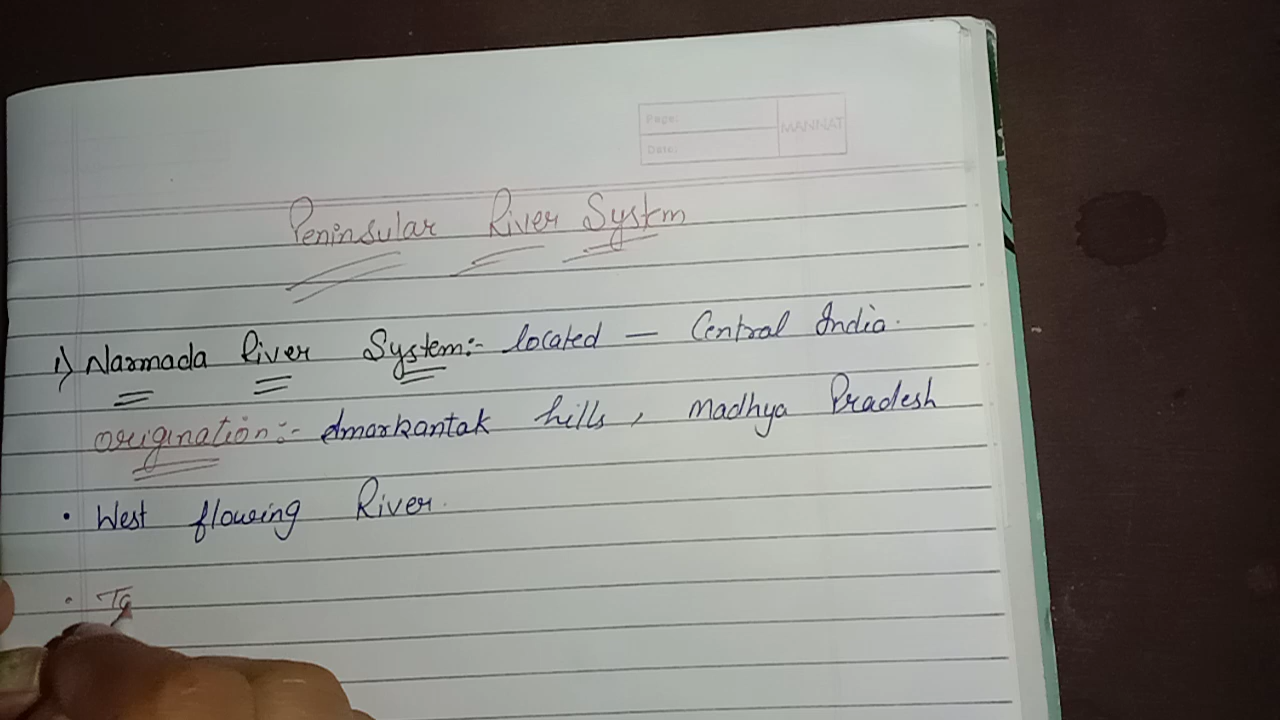 Page:
MANNAT
Date:
Peninsular River System
1) Narmada River System:- located — Central India.
origination:- Amarkantak hills, Madhya Pradesh
• West flowing River.
• Ta